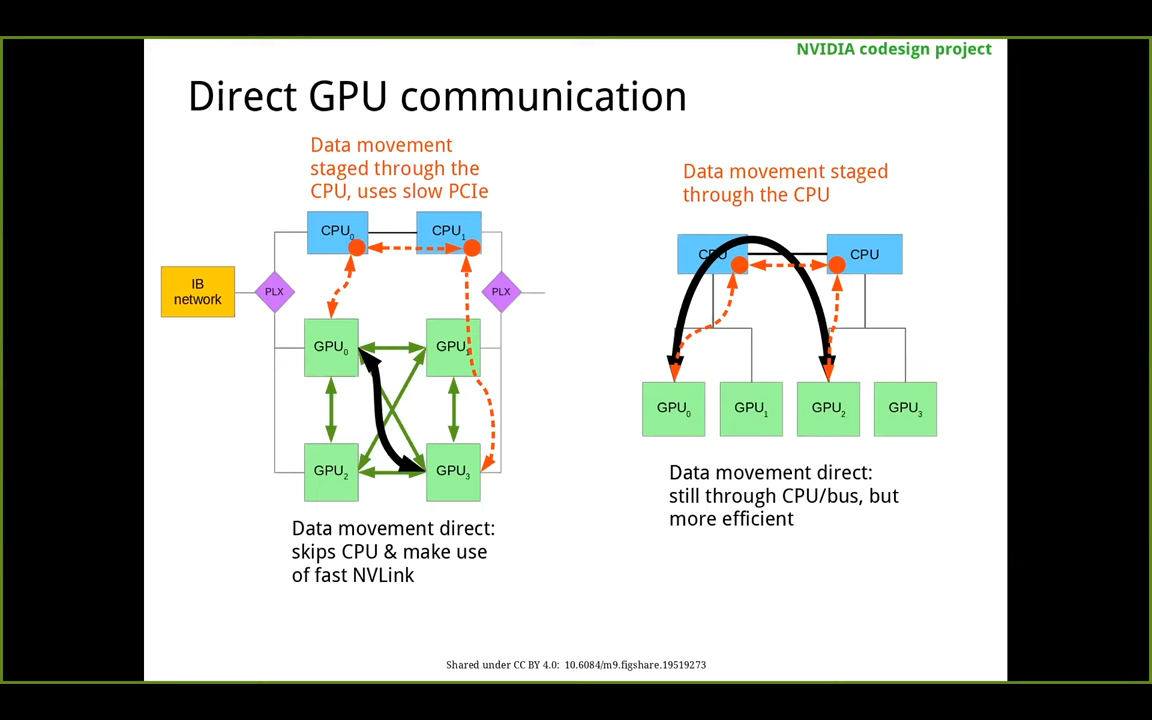 NVIDIA codesign project
Direct GPU communication
Data movement
staged through the
CPU, uses slow PCIe
CPU0
CPU1
IB
network
PLX
PLX
GPU0
GPU1
GPU2
GPU3
Data movement direct:
skips CPU & make use
of fast NVLink
Data movement staged
through the CPU
CPU
CPU
GPU0
GPU1
GPU2
GPU3
Data movement direct:
still through CPU/bus, but
more efficient
Shared under CC BY 4.0: 10.6084/m9.figshare.19519273